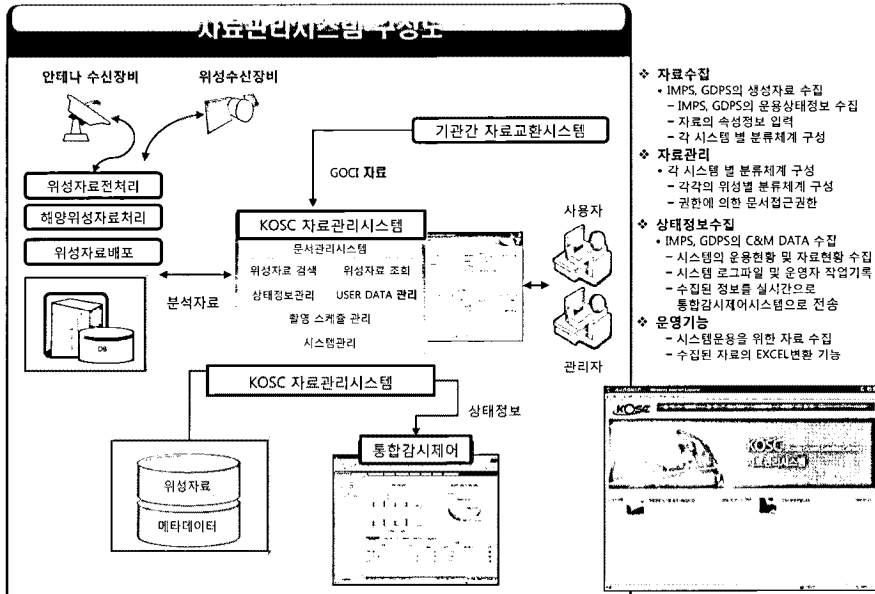 자료관리시스템 구성도
안테나 수신장비
위성수신장비
기관간 자료교환시스템
GOCI 자료
위성자료전처리
해양위성자료처리
위성자료배포
DB
분석자료
KOSC 자료관리시스템
문서관리시스템
위성자료 검색 위성자료 조회
상태정보관리 USER DATA 관리
촬영 스케쥴 관리
시스템관리
사용자
관리자
KOSC 자료관리시스템
상태정보
위성자료
메타데이터
통합감시제어
❖ 자료수집
• IMPS, GDPS의 생성자료 수집
– IMPS, GDPS의 운용상태정보 수집
– 자료의 속성정보 입력
– 각 시스템 별 분류체계 구성
❖ 자료관리
• 각 시스템 별 분류체계 구성
– 각각의 위성별 분류체계 구성
– 권한에 의한 문서접근권한
❖ 상태정보수집
• IMPS, GDPS의 C&M DATA 수집
– 시스템의 운용현황 및 자료현황 수집
– 시스템 로그파일 및 운영자 작업기록
– 수집된 정보를 실시간으로
통합감시제어시스템으로 전송
❖ 운영기능
– 시스템운용을 위한 자료 수집
– 수집된 자료의 EXCEL변환 기능
KOSC
KOSC